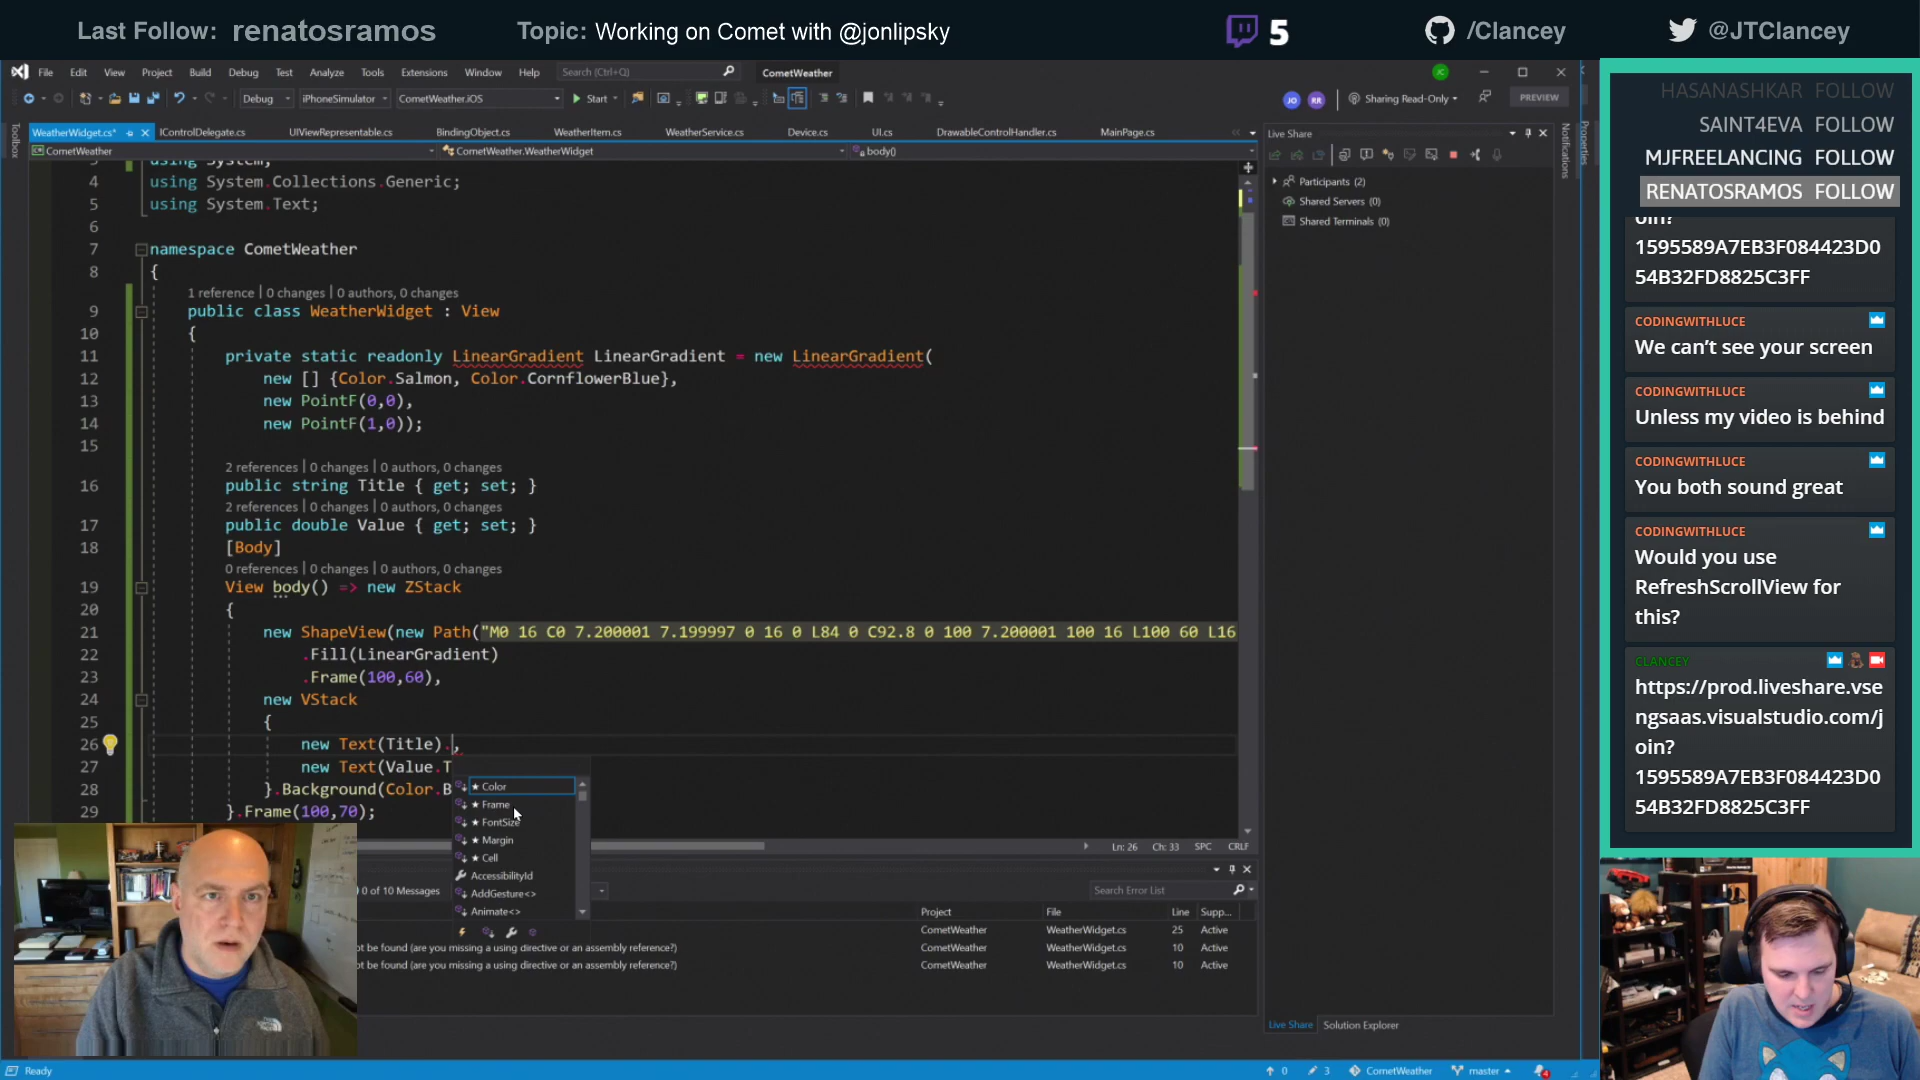 Last Follow: renatosramos
Topic: Working on Comet with @jonlipsky
5
/Clancey
@JTClancey
File Edit View Project Build Debug Test Analyze Tools Extensions Window Help
Search (Ctrl+Q)
CometWeather
JC
Debug
iPhoneSimulator
CometWeather.iOS
Start
JO
RR
Sharing Read-Only
PREVIEW
Toolbox
WeatherWidget.cs*
IControlDelegate.cs
UIViewRepresentable.cs
BindingObject.cs
WeatherItem.cs
WeatherService.cs
Device.cs
UI.cs
DrawableControlHandler.cs
MainPage.cs
CometWeather
CometWeather.WeatherWidget
body()
3 using System;
4 using System.Collections.Generic;
5 using System.Text;
6
7 namespace CometWeather
8 {
1 reference | 0 changes | 0 authors, 0 changes
9 public class WeatherWidget : View
10 {
11 private static readonly LinearGradient LinearGradient = new LinearGradient(
12 new [] {Color.Salmon, Color.CornflowerBlue},
13 new PointF(0,0),
14 new PointF(1,0));
15
2 references | 0 changes | 0 authors, 0 changes
16 public string Title { get; set; }
2 references | 0 changes | 0 authors, 0 changes
17 public double Value { get; set; }
18 [Body]
0 references | 0 changes | 0 authors, 0 changes
19 View body() => new ZStack
20 {
21 new ShapeView(new Path("M0 16 C0 7.200001 7.199997 0 16 0 L84 0 C92.8 0 100 7.200001 100 16 L100 60 L16
22 .Fill(LinearGradient)
23 .Frame(100,60),
24 new VStack
25 {
26 new Text(Title).,
27 new Text(Value.T
28 }.Background(Color.B
29 }.Frame(100,70);
★ Color
★ Frame
★ FontSize
★ Margin
★ Cell
AccessibilityId
AddGesture<>
Animate<>
Ln: 26 Ch: 33 SPC CRLF
0 of 10 Messages
Search Error List
Project File Line Supp...
CometWeather WeatherWidget.cs 25 Active
ot be found (are you missing a using directive or an assembly reference?) CometWeather WeatherWidget.cs 10 Active
ot be found (are you missing a using directive or an assembly reference?) CometWeather WeatherWidget.cs 10 Active
Live Share
Participants (2)
Shared Servers (0)
Shared Terminals (0)
Notifications
Properties
Live Share
Solution Explorer
Ready
0
3
CometWeather
master
4
HASANASHKAR FOLLOW
SAINT4EVA FOLLOW
MJFREELANCING FOLLOW
RENATOSRAMOS FOLLOW
oin?
1595589A7EB3F084423D0
54B32FD8825C3FF
CODINGWITHLUCE
We can't see your screen
CODINGWITHLUCE
Unless my video is behind
CODINGWITHLUCE
You both sound great
CODINGWITHLUCE
Would you use
RefreshScrollView for
this?
CLANCEY
https://prod.liveshare.vse
ngsaas.visualstudio.com/j
oin?
1595589A7EB3F084423D0
54B32FD8825C3FF